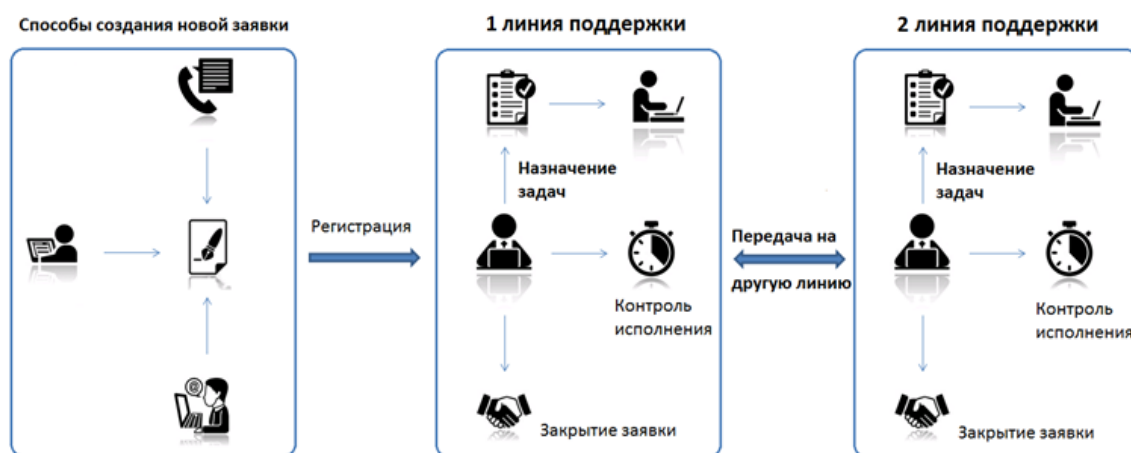 Способы создания новой заявки
1 линия поддержки
2 линия поддержки
Назначение
задач
Назначение
задач
@
Регистрация
Передача на
другую линию
Контроль
исполнения
Контроль
исполнения
Закрытие заявки
Закрытие заявки